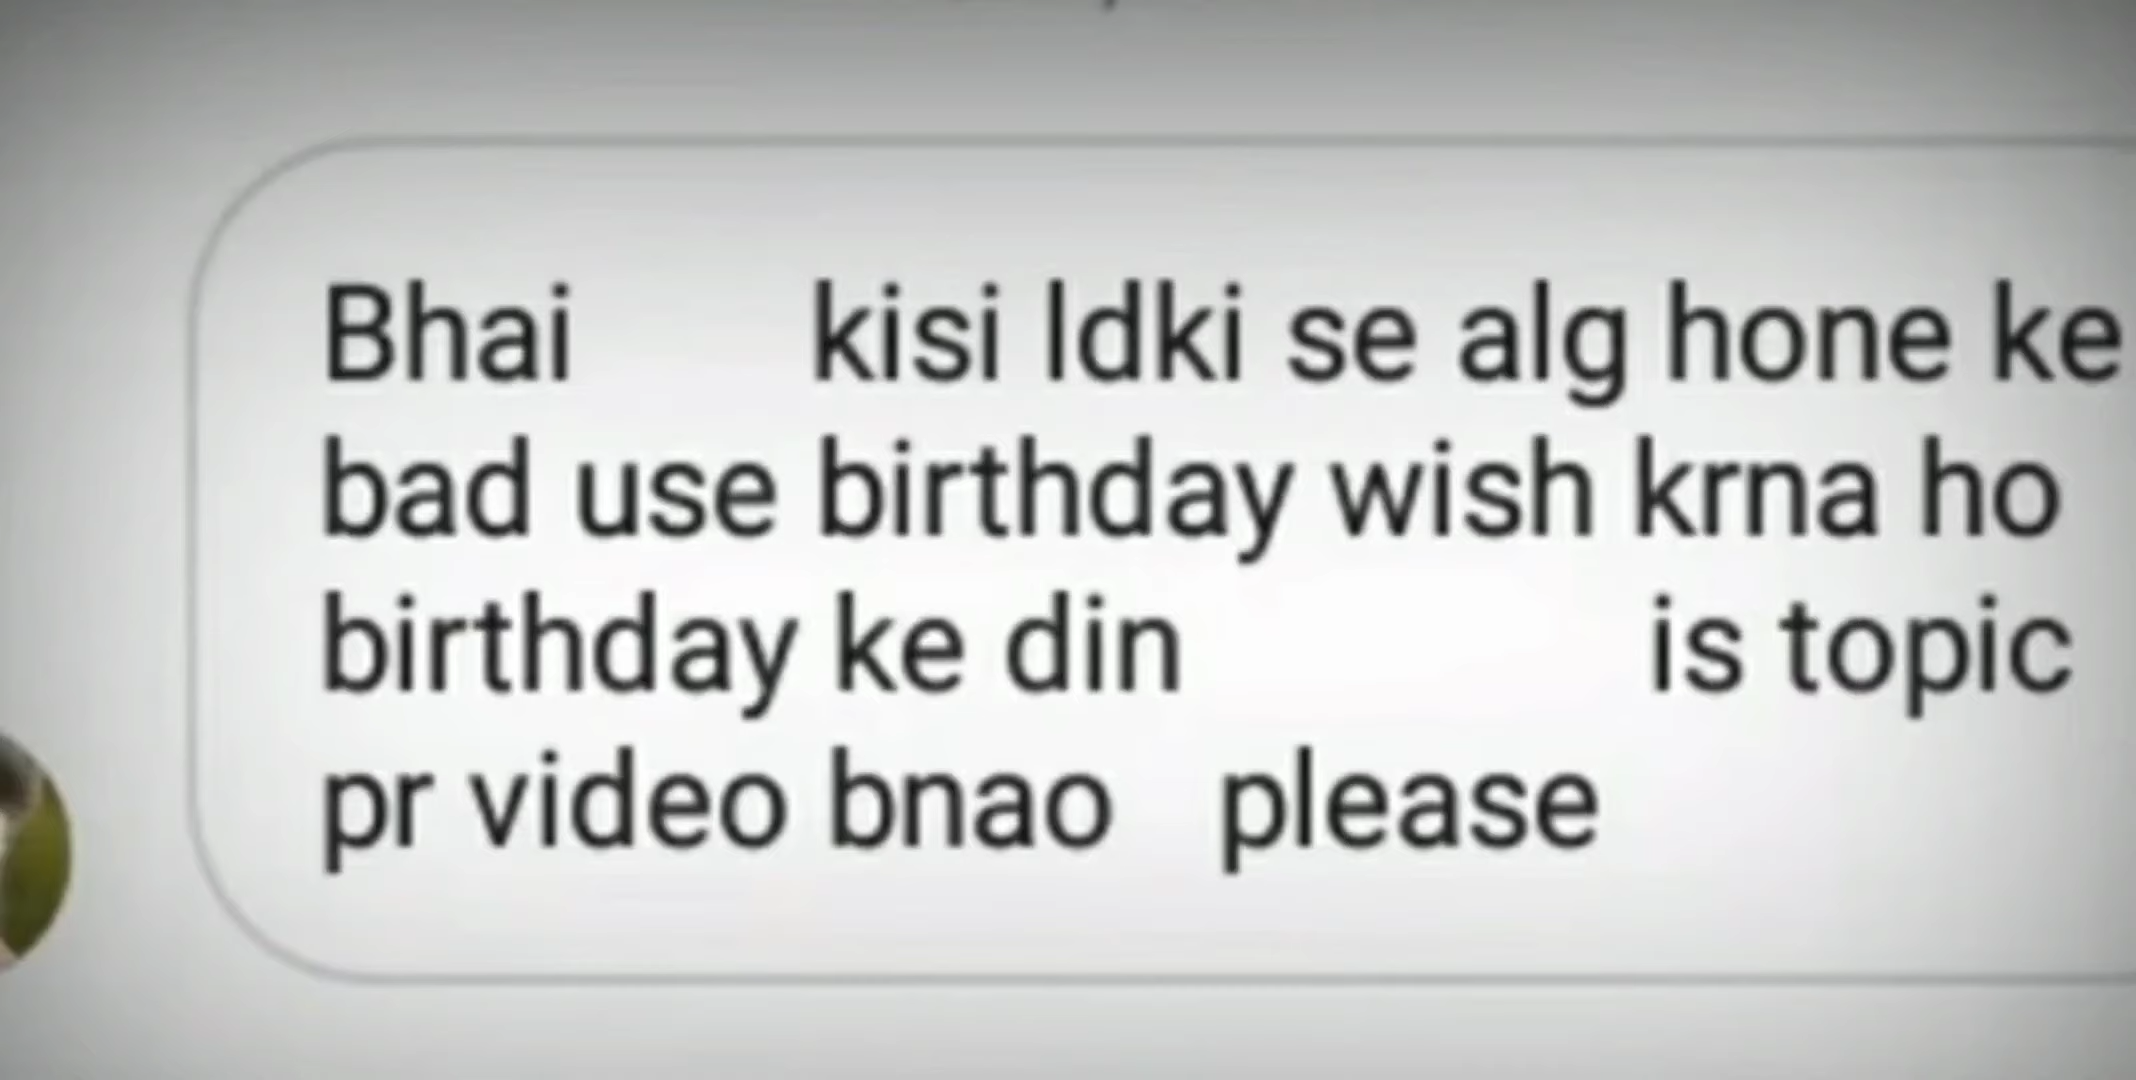 Bhai kisi ldki se alg hone ke
bad use birthday wish krna ho
birthday ke din is topic
pr video bnao please